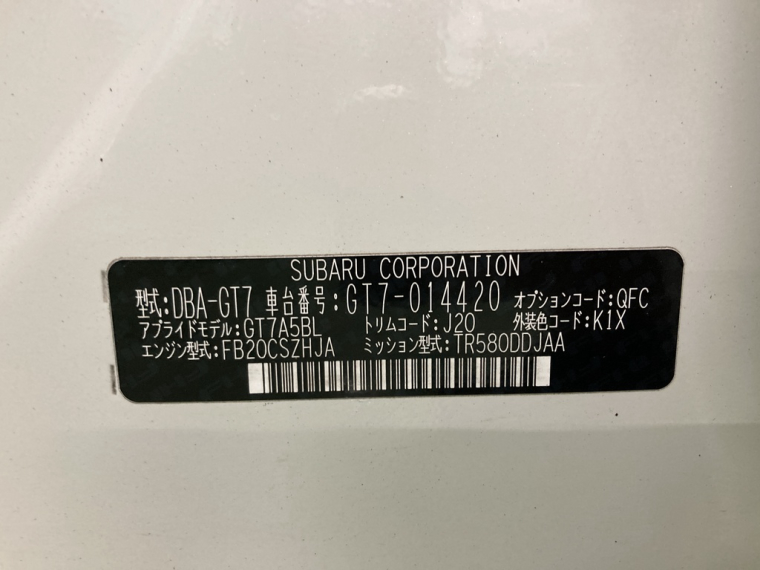 SUBARU CORPORATION
型式:DBA-GT7 車台番号:GT7-014420 オプションコード:QFC
アプライドモデル:GT7A5BL トリムコード:J20 外装色コード:K1X
エンジン型式:FB20CSZHJA ミッション型式:TR580DDJAA